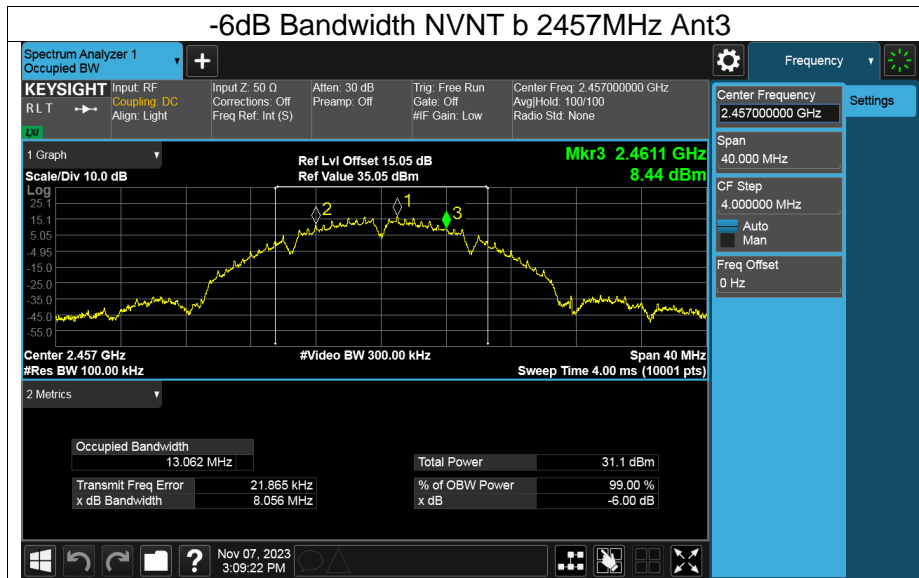 -6dB Bandwidth NVNT b 2457MHz Ant3
Spectrum Analyzer 1
Occupied BW
+
Frequency
KEYSIGHT
RLT
LXI
Input: RF
Coupling: DC
Align: Light
Input Z: 50 Ω
Corrections: Off
Freq Ref: Int (S)
Atten: 30 dB
Preamp: Off
Trig: Free Run
Gate: Off
#IF Gain: Low
Center Freq: 2.457000000 GHz
Avg|Hold: 100/100
Radio Std: None
Center Frequency
2.457000000 GHz
Settings
Span
40.000 MHz
CF Step
4.000000 MHz
Auto
Man
Freq Offset
0 Hz
1 Graph
Scale/Div 10.0 dB
Ref Lvl Offset 15.05 dB
Ref Value 35.05 dBm
Mkr3 2.4611 GHz
8.44 dBm
Log
25.1
15.1
5.05
-4.95
-15.0
-25.0
-35.0
-45.0
-55.0
2
1
3
Center 2.457 GHz
#Res BW 100.00 kHz
#Video BW 300.00 kHz
Span 40 MHz
Sweep Time 4.00 ms (10001 pts)
2 Metrics
Occupied Bandwidth
13.062 MHz
Transmit Freq Error 21.865 kHz
x dB Bandwidth 8.056 MHz
Total Power 31.1 dBm
% of OBW Power 99.00 %
x dB -6.00 dB
?
Nov 07, 2023
3:09:22 PM